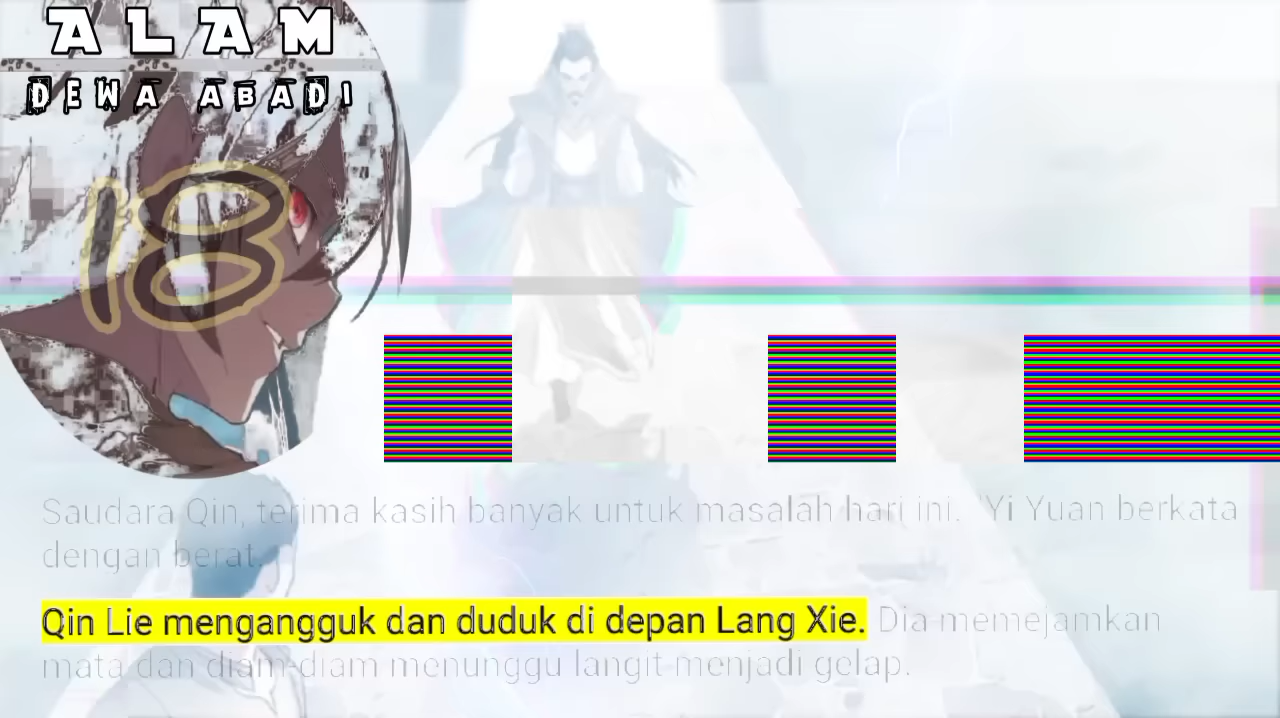 ALAM
DEWA ABADI
18
Saudara Qin, terima kasih banyak untuk masalah hari ini. "Yi Yuan berkata
dengan berat.
Qin Lie mengangguk dan duduk di depan Lang Xie. Dia memejamkan
mata dan diam-diam menunggu langit menjadi gelap.